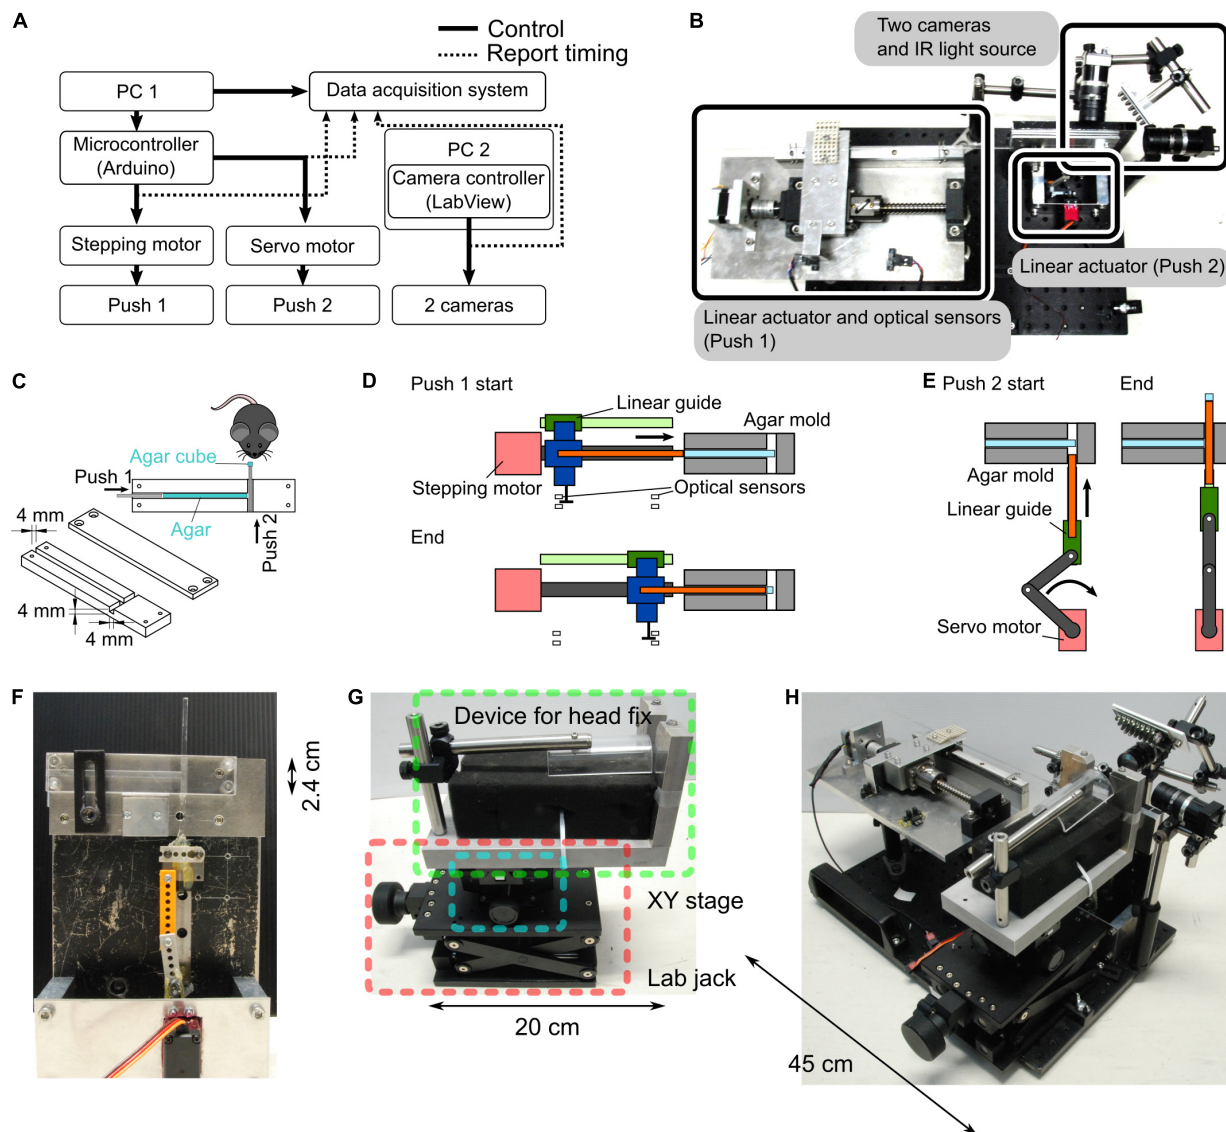 A
Control
Report timing
PC 1
Data acquisition system
Microcontroller
(Arduino)
PC 2
Camera controller
(LabView)
Stepping motor
Servo motor
Push 1
Push 2
2 cameras
B
Two cameras
and IR light source
Linear actuator (Push 2)
Linear actuator and optical sensors
(Push 1)
C
Agar cube
Push 1
Agar
Push 2
4 mm
4 mm
4 mm
D
Push 1 start
Linear guide
Agar mold
Stepping motor
Optical sensors
End
E
Push 2 start
End
Agar mold
Linear guide
Servo motor
F
2.4 cm
G
Device for head fix
XY stage
Lab jack
20 cm
H
45 cm